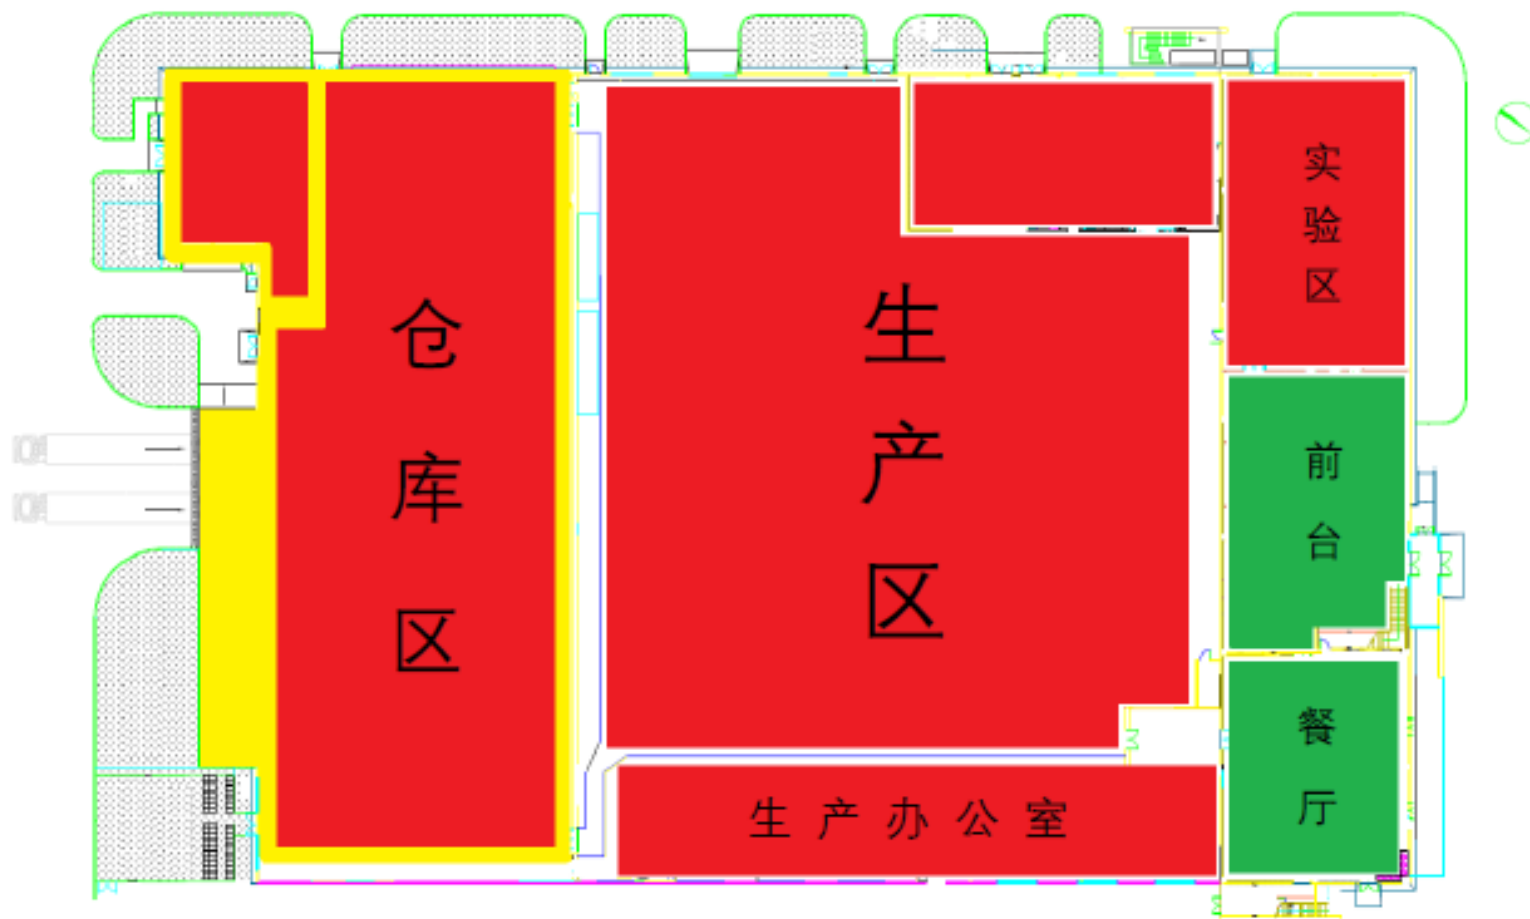 仓库区
生产区
实验区
前台
餐厅
生产办公室